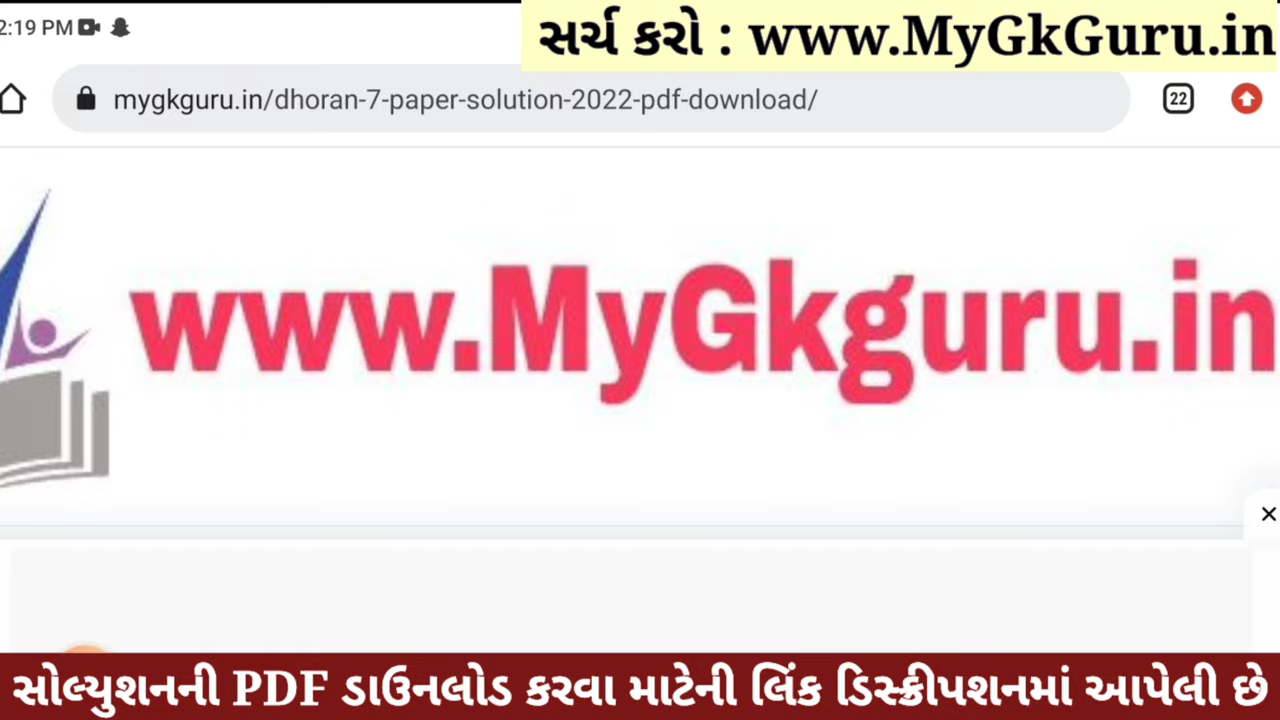 સર્ચ કરો : www.MyGkGuru.in
2:19 PM
mygkguru.in/dhoran-7-paper-solution-2022-pdf-download/
22
www.MyGkguru.in
સોલ્યુશનની PDF ડાઉનલોડ કરવા માટેની લિંક ડિસ્ક્રીપશનમાં આપેલી છે